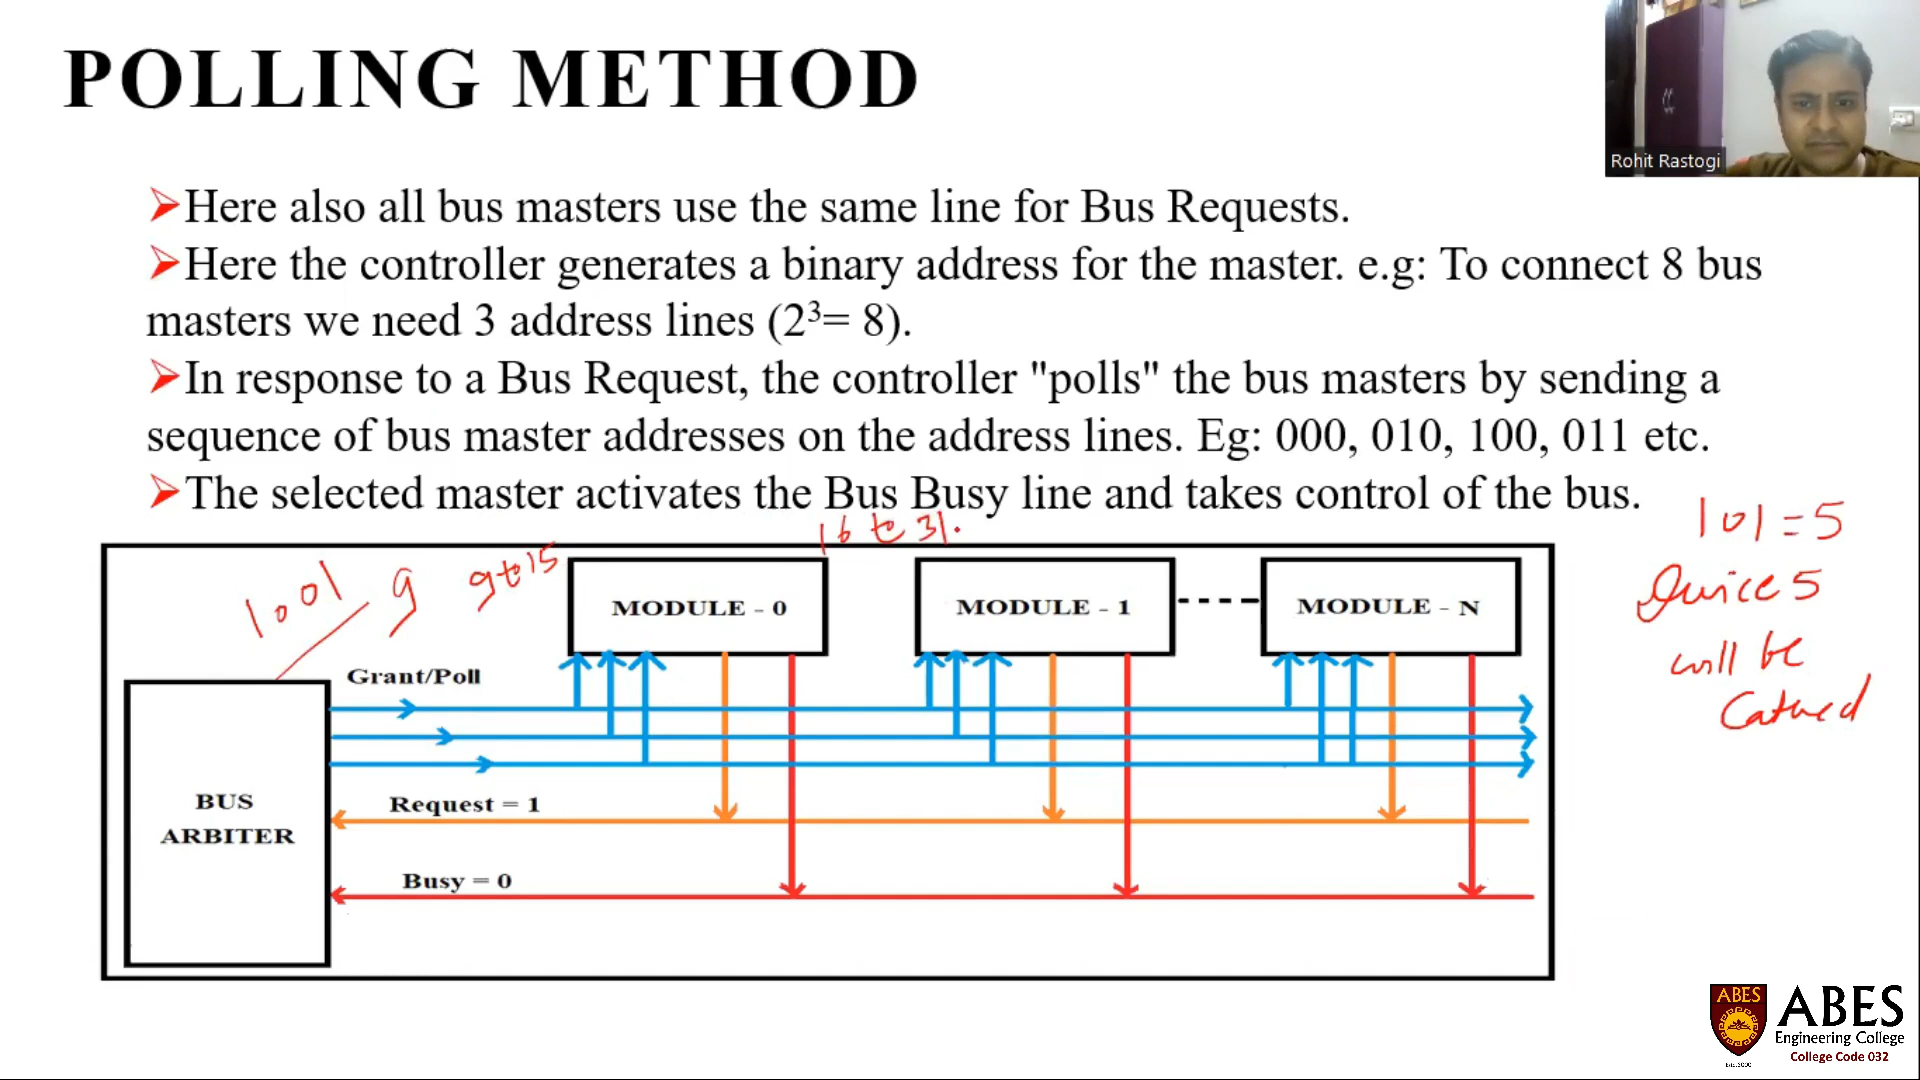 POLLING METHOD
Rohit Rastogi
➢Here also all bus masters use the same line for Bus Requests.
➢Here the controller generates a binary address for the master. e.g: To connect 8 bus
masters we need 3 address lines (2³= 8).
➢In response to a Bus Request, the controller "polls" the bus masters by sending a
sequence of bus master addresses on the address lines. Eg: 000, 010, 100, 011 etc.
➢The selected master activates the Bus Busy line and takes control of the bus.
16 to 31.
101 = 5
Device 5
will be
1001 9 9 to 15
MODULE - 0
MODULE - 1
MODULE - N
Grant/Poll
BUS
ARBITER
Request = 1
Busy = 0
ABES
ABES
Engineering College
College Code 032